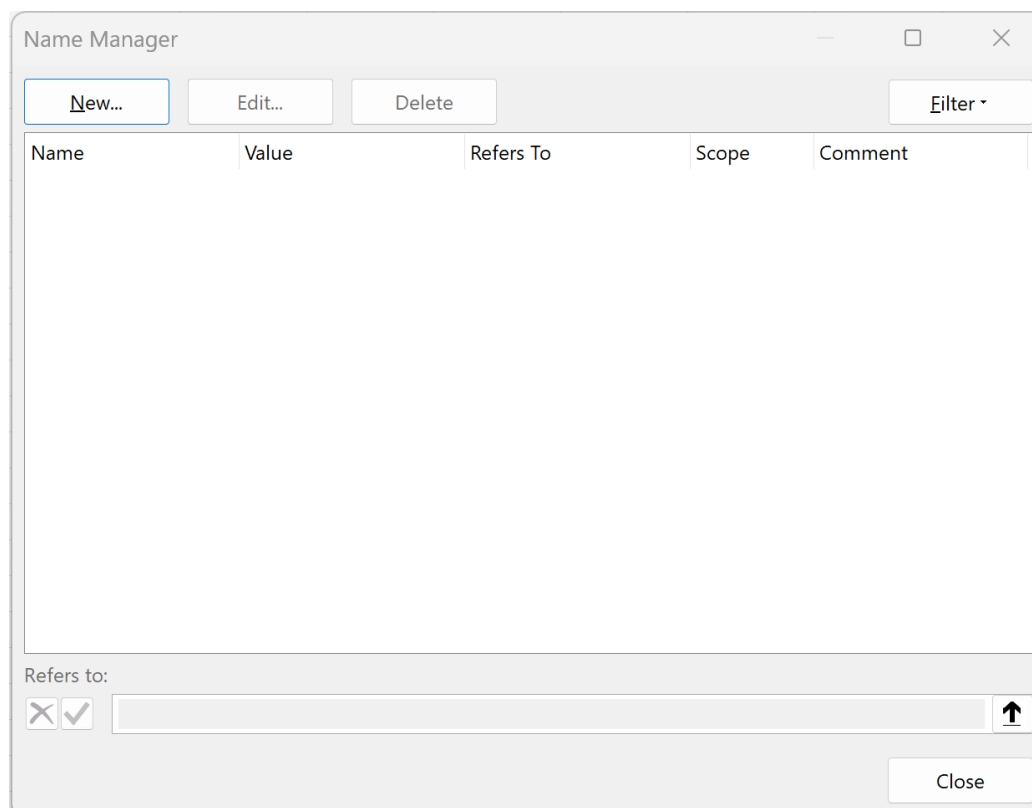 Name Manager
New... Edit... Delete Filter
Name Value Refers To Scope Comment
Refers to:
Close